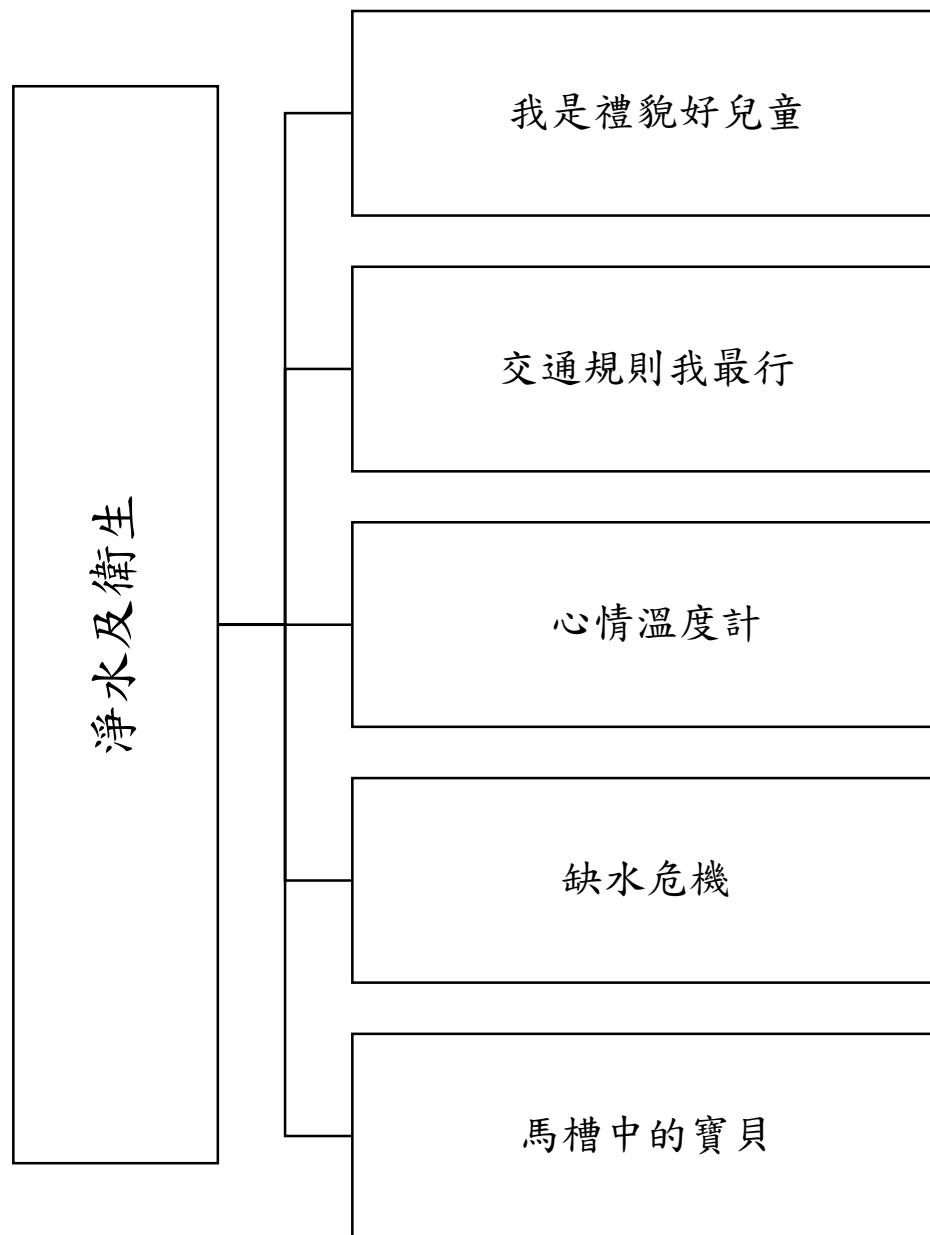 淨水及衛生
我是禮貌好兒童
交通規則我最行
心情溫度計
缺水危機
馬槽中的寶貝